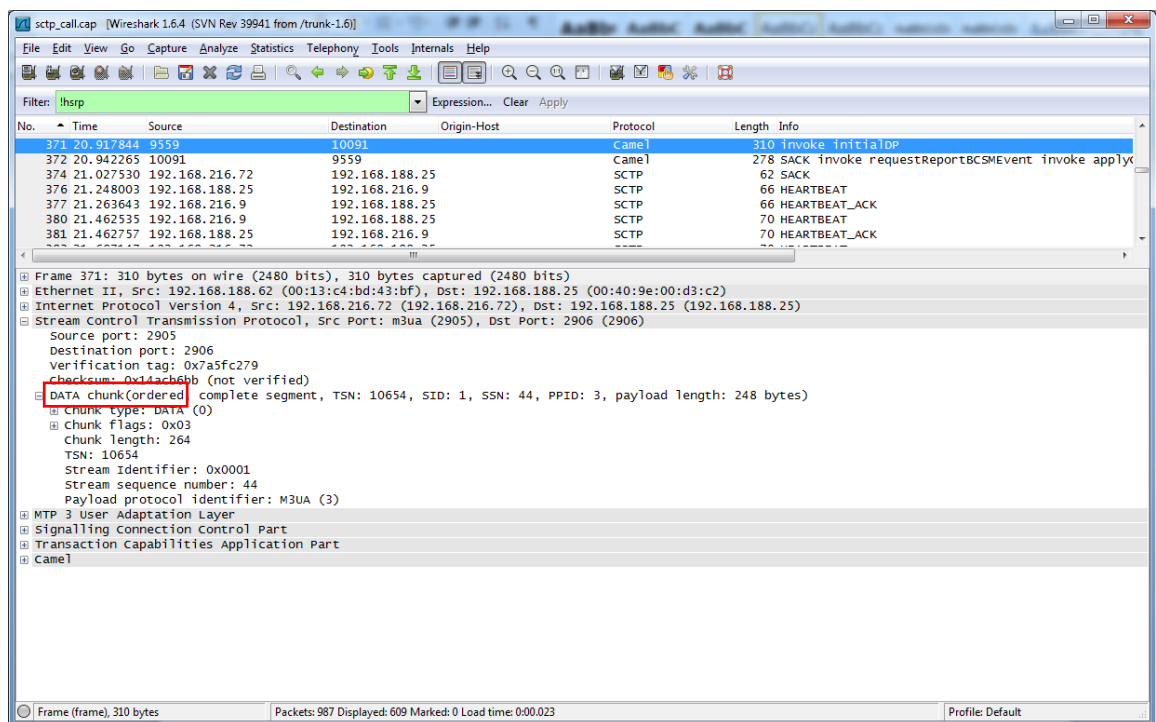 sctp_call.cap [Wireshark 1.6.4 (SVN Rev 39941 from /trunk-1.6)]
File Edit View Go Capture Analyze Statistics Telephony Tools Internals Help
Filter: !hsrp Expression... Clear Apply
No. Time Source Destination Origin-Host Protocol Length Info
371 20.917844 9559 10091 Camel 310 invoke initialDP
372 20.942265 10091 9559 Camel 278 SACK invoke requestReportBCSMEvent invoke apply
374 21.027530 192.168.216.72 192.168.188.25 SCTP 62 SACK
376 21.248003 192.168.188.25 192.168.216.9 SCTP 66 HEARTBEAT
377 21.263643 192.168.216.9 192.168.188.25 SCTP 66 HEARTBEAT_ACK
380 21.462535 192.168.216.9 192.168.188.25 SCTP 70 HEARTBEAT
381 21.462757 192.168.188.25 192.168.216.9 SCTP 70 HEARTBEAT_ACK
Frame 371: 310 bytes on wire (2480 bits), 310 bytes captured (2480 bits)
Ethernet II, Src: 192.168.188.62 (00:13:c4:bd:43:bf), Dst: 192.168.188.25 (00:40:9e:00:d3:c2)
Internet Protocol Version 4, Src: 192.168.216.72 (192.168.216.72), Dst: 192.168.188.25 (192.168.188.25)
Stream Control Transmission Protocol, Src Port: m3ua (2905), Dst Port: 2906 (2906)
Source port: 2905
Destination port: 2906
Verification tag: 0x7a5fc279
Checksum: 0x14acb6bb (not verified)
DATA chunk(ordered, complete segment, TSN: 10654, SID: 1, SSN: 44, PPID: 3, payload length: 248 bytes)
Chunk type: DATA (0)
Chunk flags: 0x03
Chunk length: 264
TSN: 10654
Stream Identifier: 0x0001
Stream sequence number: 44
Payload protocol identifier: M3UA (3)
MTP 3 User Adaptation Layer
Signalling Connection Control Part
Transaction Capabilities Application Part
Camel
Frame (frame), 310 bytes Packets: 987 Displayed: 609 Marked: 0 Load time: 0:00.023 Profile: Default